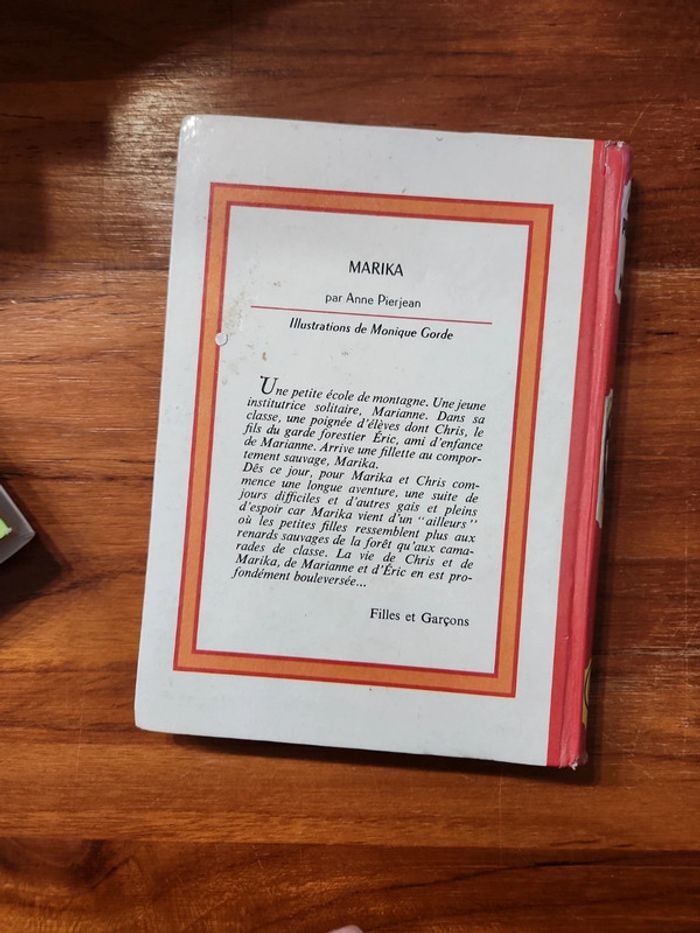 MARIKA
par Anne Pierjean
Illustrations de Monique Gorde
Une petite école de montagne. Une jeune
institutrice solitaire, Marianne. Dans sa
classe, une poignée d'élèves dont Chris, le
fils du garde forestier Éric, ami d'enfance
de Marianne. Arrive une fillette au compor-
tement sauvage, Marika.
Dès ce jour, pour Marika et Chris com-
mence une longue aventure, une suite de
jours difficiles et d'autres gais et pleins
d'espoir car Marika vient d'un "ailleurs"
où les petites filles ressemblent plus aux
renards sauvages de la forêt qu'aux cama-
rades de classe. La vie de Chris et de
Marika, de Marianne et d'Éric en est pro-
fondément bouleversée...
Filles et Garçons